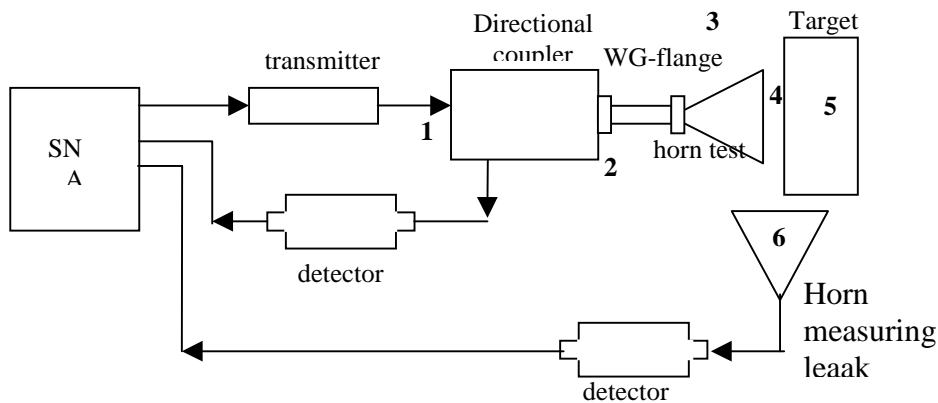 3
Directional
coupler
Target
transmitter
WG-flange
4
5
1
SN
A
horn test
2
detector
6
Horn
measuring
leaak
detector